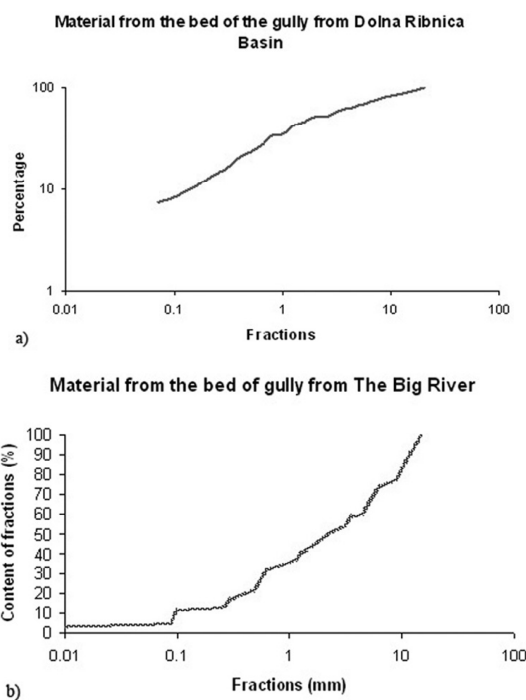 Material from the bed of the gully from Dolna Ribnica
Basin
100
10
1
Percentage
0.01 0.1 1 10 100
Fractions
a)
Material from the bed of gully from The Big River
100
90
80
70
60
50
40
30
20
10
0
Content of fractions (%)
0.01 0.1 1 10 100
Fractions (mm)
b)